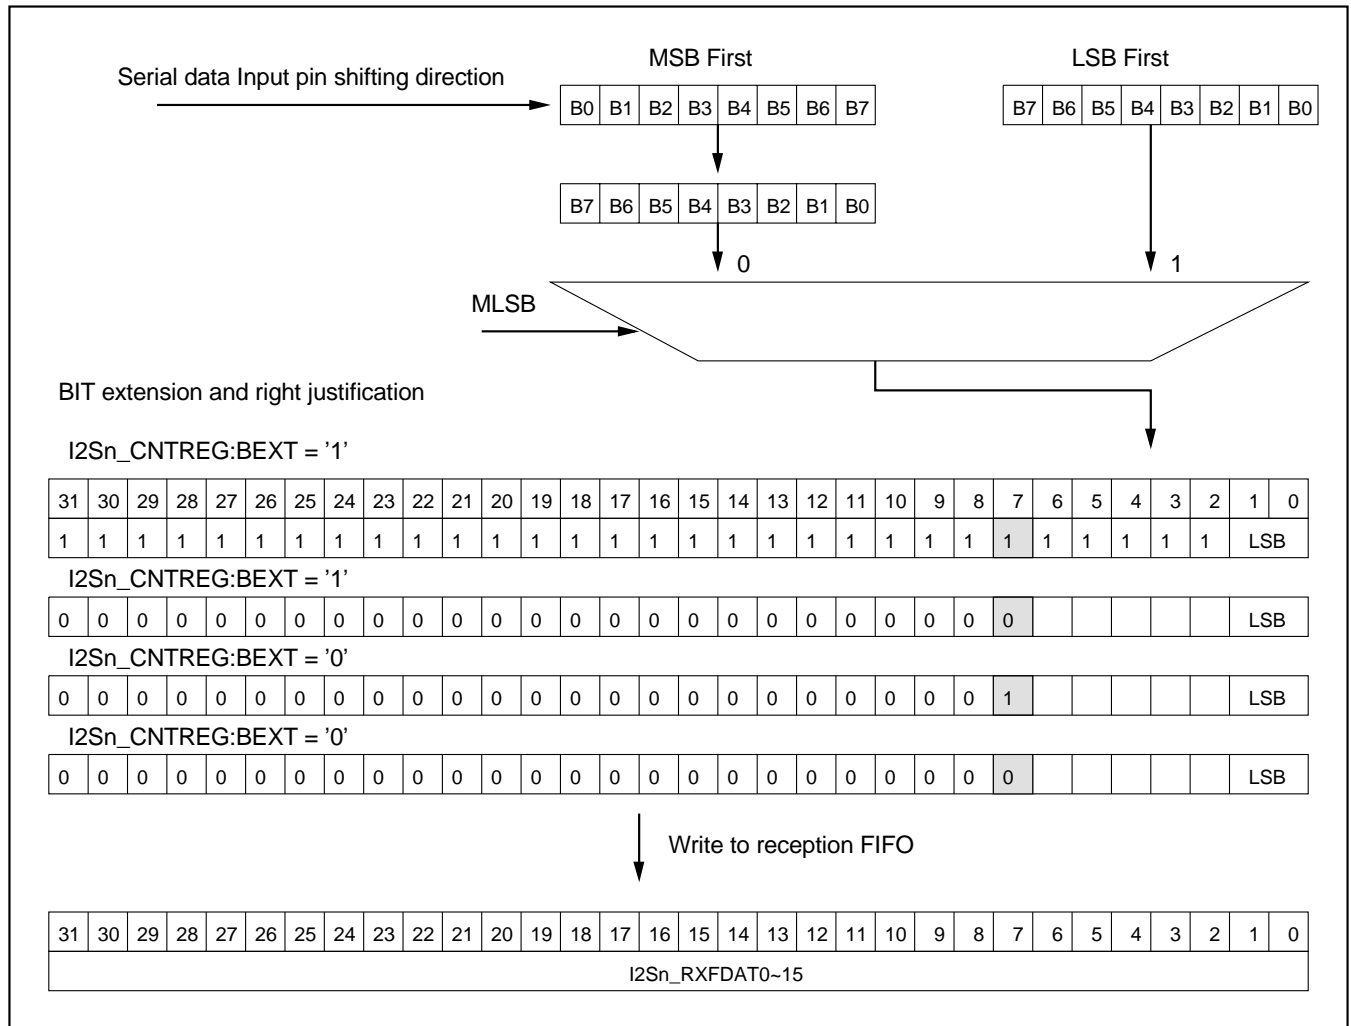 MSB First LSB First
Serial data Input pin shifting direction
B0 B1 B2 B3 B4 B5 B6 B7 B7 B6 B5 B4 B3 B2 B1 B0
B7 B6 B5 B4 B3 B2 B1 B0
0 1
MLSB
BIT extension and right justification
I2Sn_CNTREG:BEXT = '1'
31 30 29 28 27 26 25 24 23 22 21 20 19 18 17 16 15 14 13 12 11 10 9 8 7 6 5 4 3 2 1 0
1 1 1 1 1 1 1 1 1 1 1 1 1 1 1 1 1 1 1 1 1 1 1 1 1 1 1 1 1 1 LSB
I2Sn_CNTREG:BEXT = '1'
0 0 0 0 0 0 0 0 0 0 0 0 0 0 0 0 0 0 0 0 0 0 0 0 0 LSB
I2Sn_CNTREG:BEXT = '0'
0 0 0 0 0 0 0 0 0 0 0 0 0 0 0 0 0 0 0 0 0 0 0 0 1 LSB
I2Sn_CNTREG:BEXT = '0'
0 0 0 0 0 0 0 0 0 0 0 0 0 0 0 0 0 0 0 0 0 0 0 0 0 LSB
Write to reception FIFO
31 30 29 28 27 26 25 24 23 22 21 20 19 18 17 16 15 14 13 12 11 10 9 8 7 6 5 4 3 2 1 0
I2Sn_RXFDAT0~15